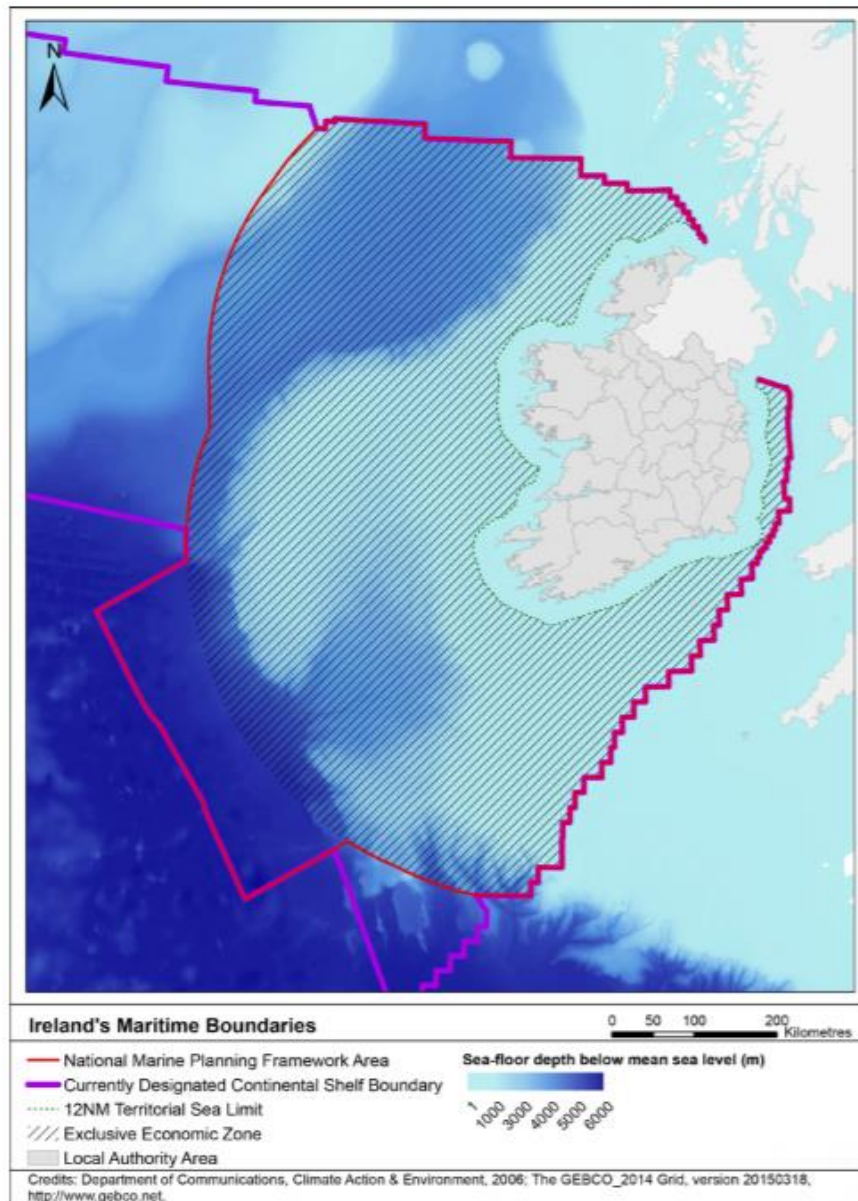 N
Ireland's Maritime Boundaries
0 50 100 200
Kilometres
National Marine Planning Framework Area
Currently Designated Continental Shelf Boundary
12NM Territorial Sea Limit
Exclusive Economic Zone
Local Authority Area
Sea-floor depth below mean sea level (m)
1 1000 2000 3000 4000 5000 6000
Credits: Department of Communications, Climate Action & Environment, 2006; The GEBCO_2014 Grid, version 20150318,
http://www.gebco.net.